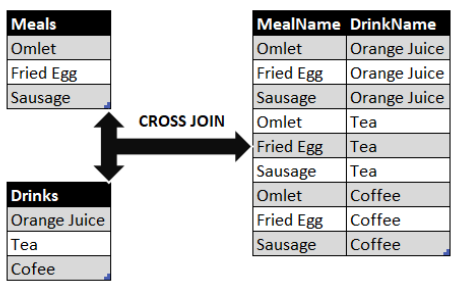 Meals
Omlet
Fried Egg
Sausage
CROSS JOIN
Drinks
Orange Juice
Tea
Cofee
MealName DrinkName
Omlet Orange Juice
Fried Egg Orange Juice
Sausage Orange Juice
Omlet Tea
Fried Egg Tea
Sausage Tea
Omlet Coffee
Fried Egg Coffee
Sausage Coffee